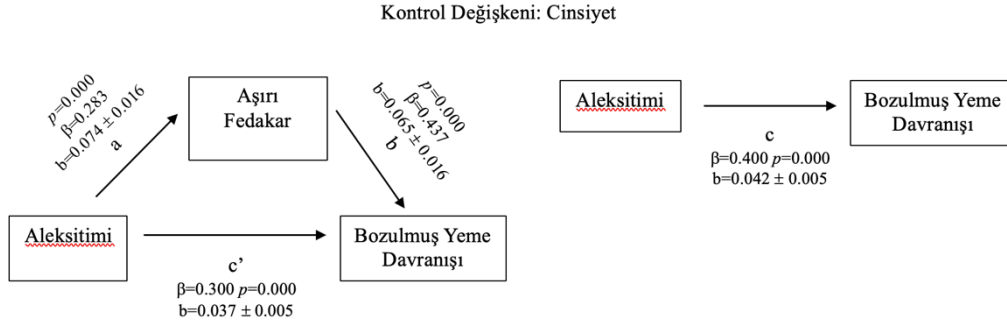 Kontrol Değişkeni: Cinsiyet
p=0.000
β=0.283
b=0.074 ± 0.016
a
Aşırı
Fedakar
p=0.000
β=0.437
b=0.065 ± 0.016
b
Aleksitimi
c’
β=0.300 p=0.000
b=0.037 ± 0.005
Bozulmuş Yeme
Davranışı
Aleksitimi
c
β=0.400 p=0.000
b=0.042 ± 0.005
Bozulmuş Yeme
Davranışı